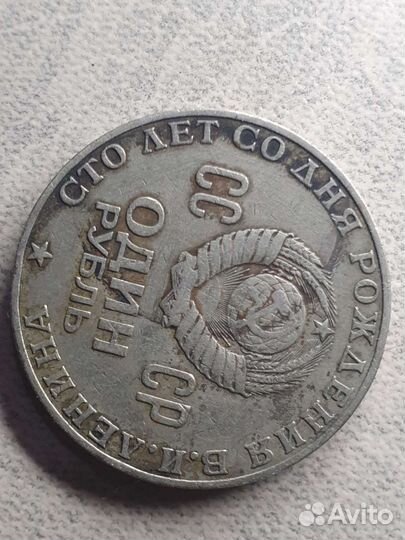 СТО ЛЕТ СО ДНЯ РОЖДЕНИЯ В.И.ЛЕНИНА
СС СР
ОДИН
РУБЛЬ
Avito